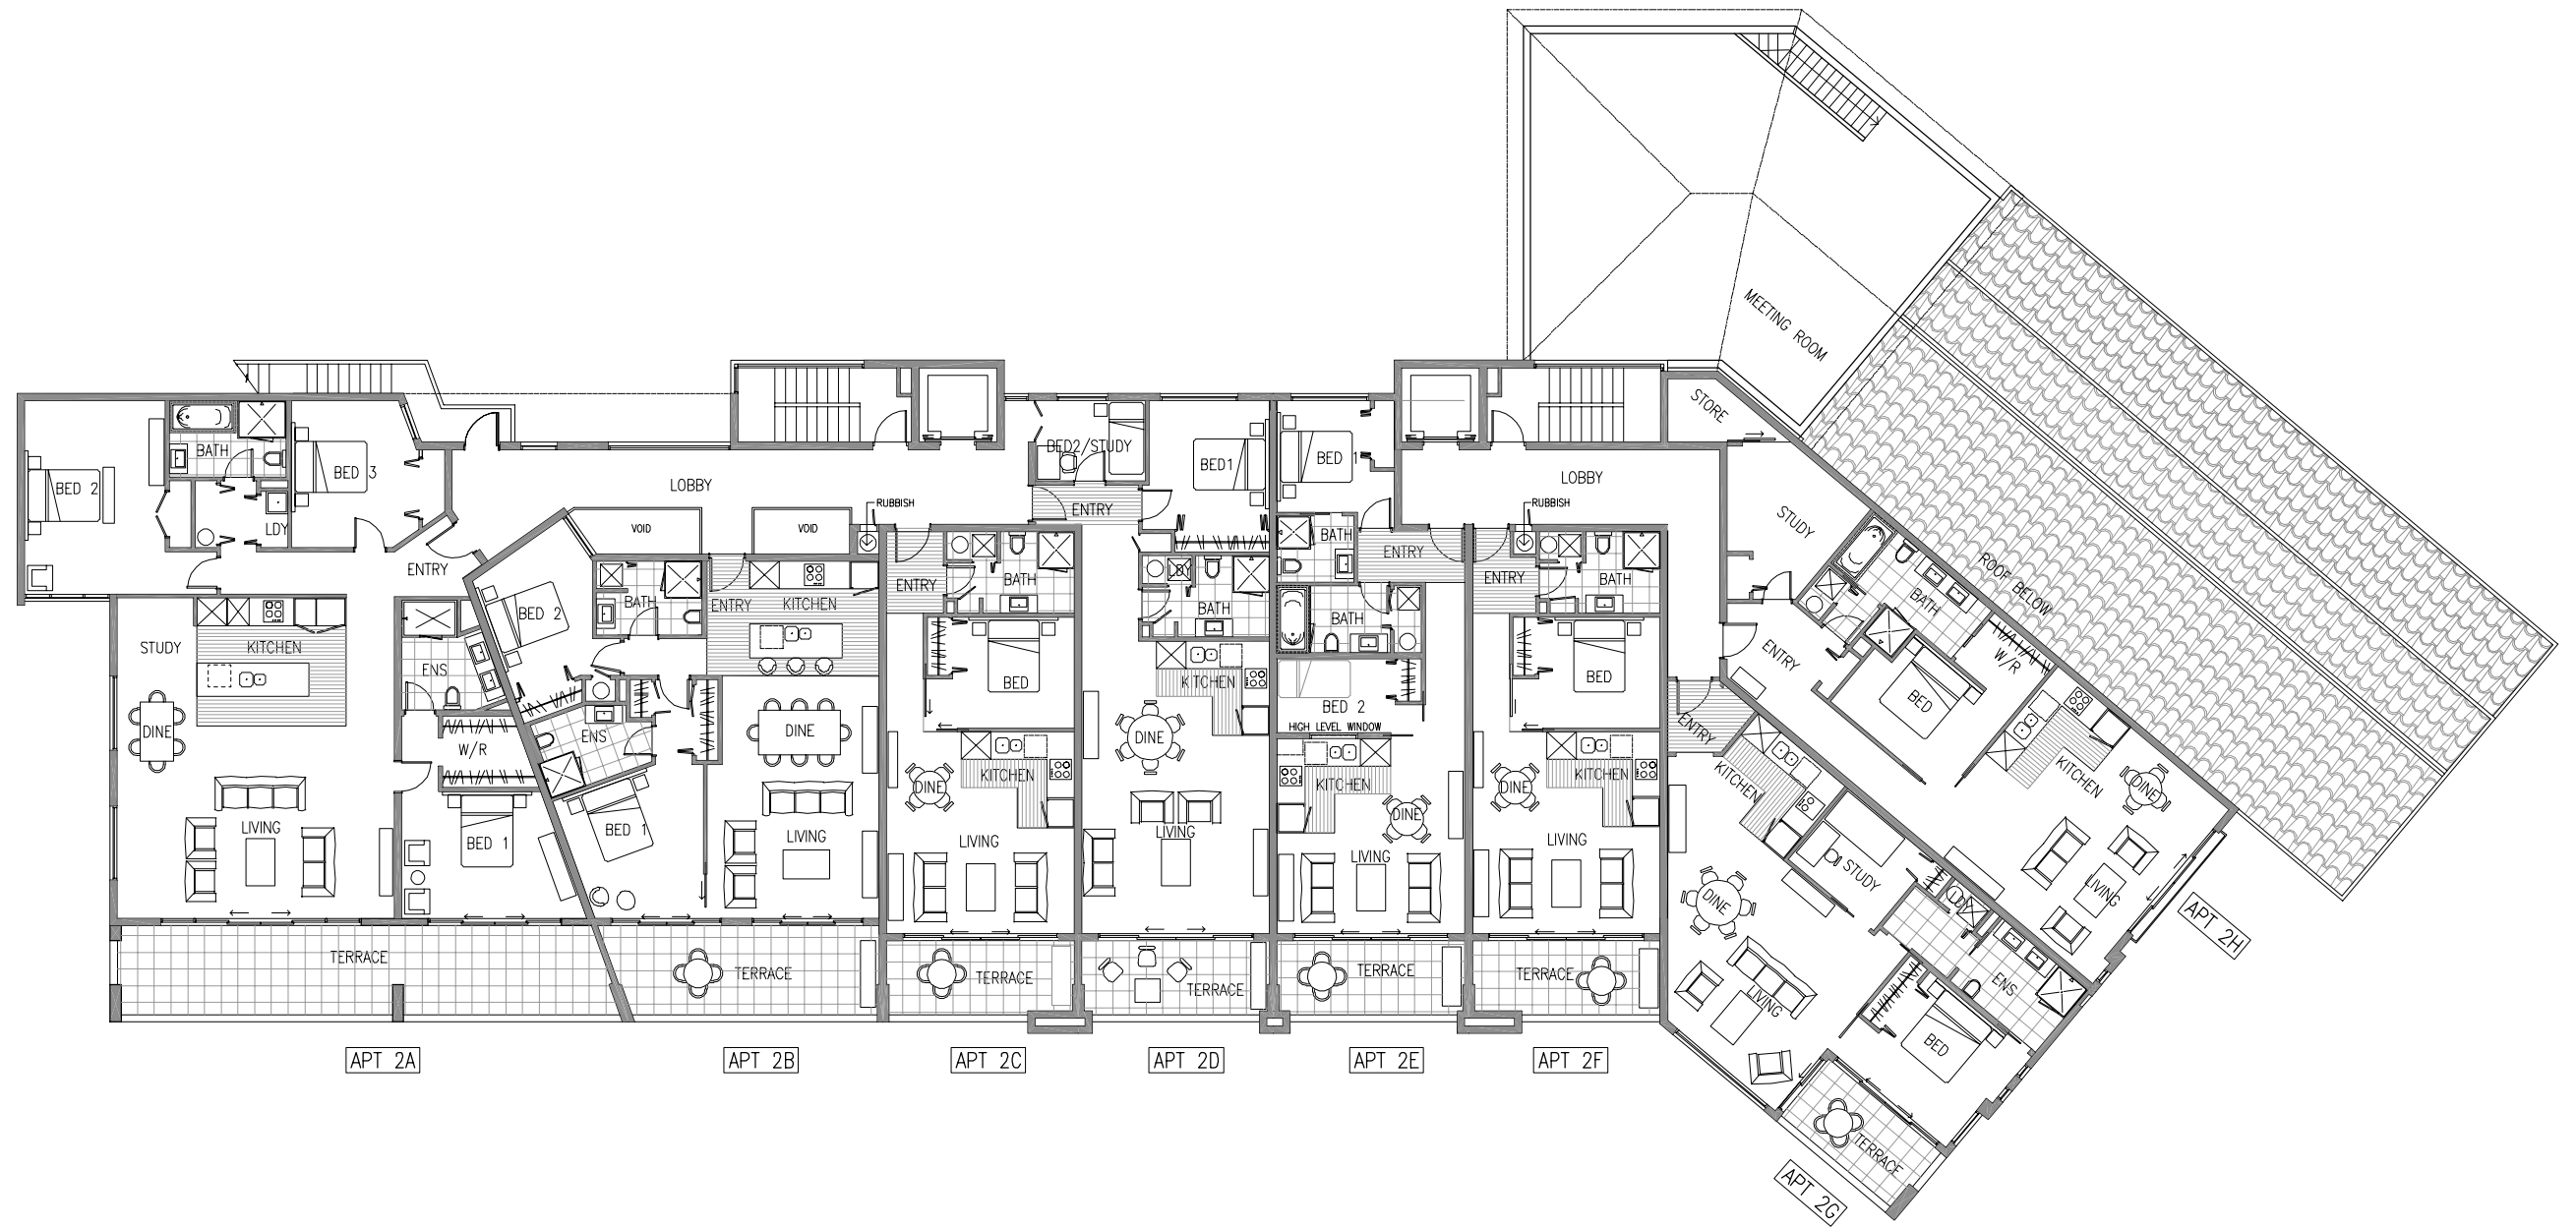 MEETING ROOM
STORE
BATH
BED 3
BED 2
LDY
LOBBY
RUBBISH
VOID
VOID
BED2/STUDY
BED1
ENTRY
BED 1
LOBBY
RUBBISH
STUDY
ROOF BELOW
ENTRY
BED 2
BATH
ENTRY
KITCHEN
ENTRY
BATH
BATH
BATH
ENTRY
BATH
ENTRY
BATH
BATH
W/R
ENTRY
STUDY
KITCHEN
ENS
BED
KITCHEN
BED 2
HIGH LEVEL WINDOW
BED
BED
DINE
W/R
ENS
DINE
DINE
ENTRY
KITCHEN
DINE
KITCHEN
DINE
KITCHEN
DINE
KITCHEN
DINE
KITCHEN
LIVING
BED 1
BED 1
LIVING
LIVING
LIVING
LIVING
LIVING
STUDY
LIVING
DINE
LDY
ENS
LIVING
BED
TERRACE
TERRACE
TERRACE
TERRACE
TERRACE
TERRACE
TERRACE
APT 2A
APT 2B
APT 2C
APT 2D
APT 2E
APT 2F
APT 2G
APT 2H